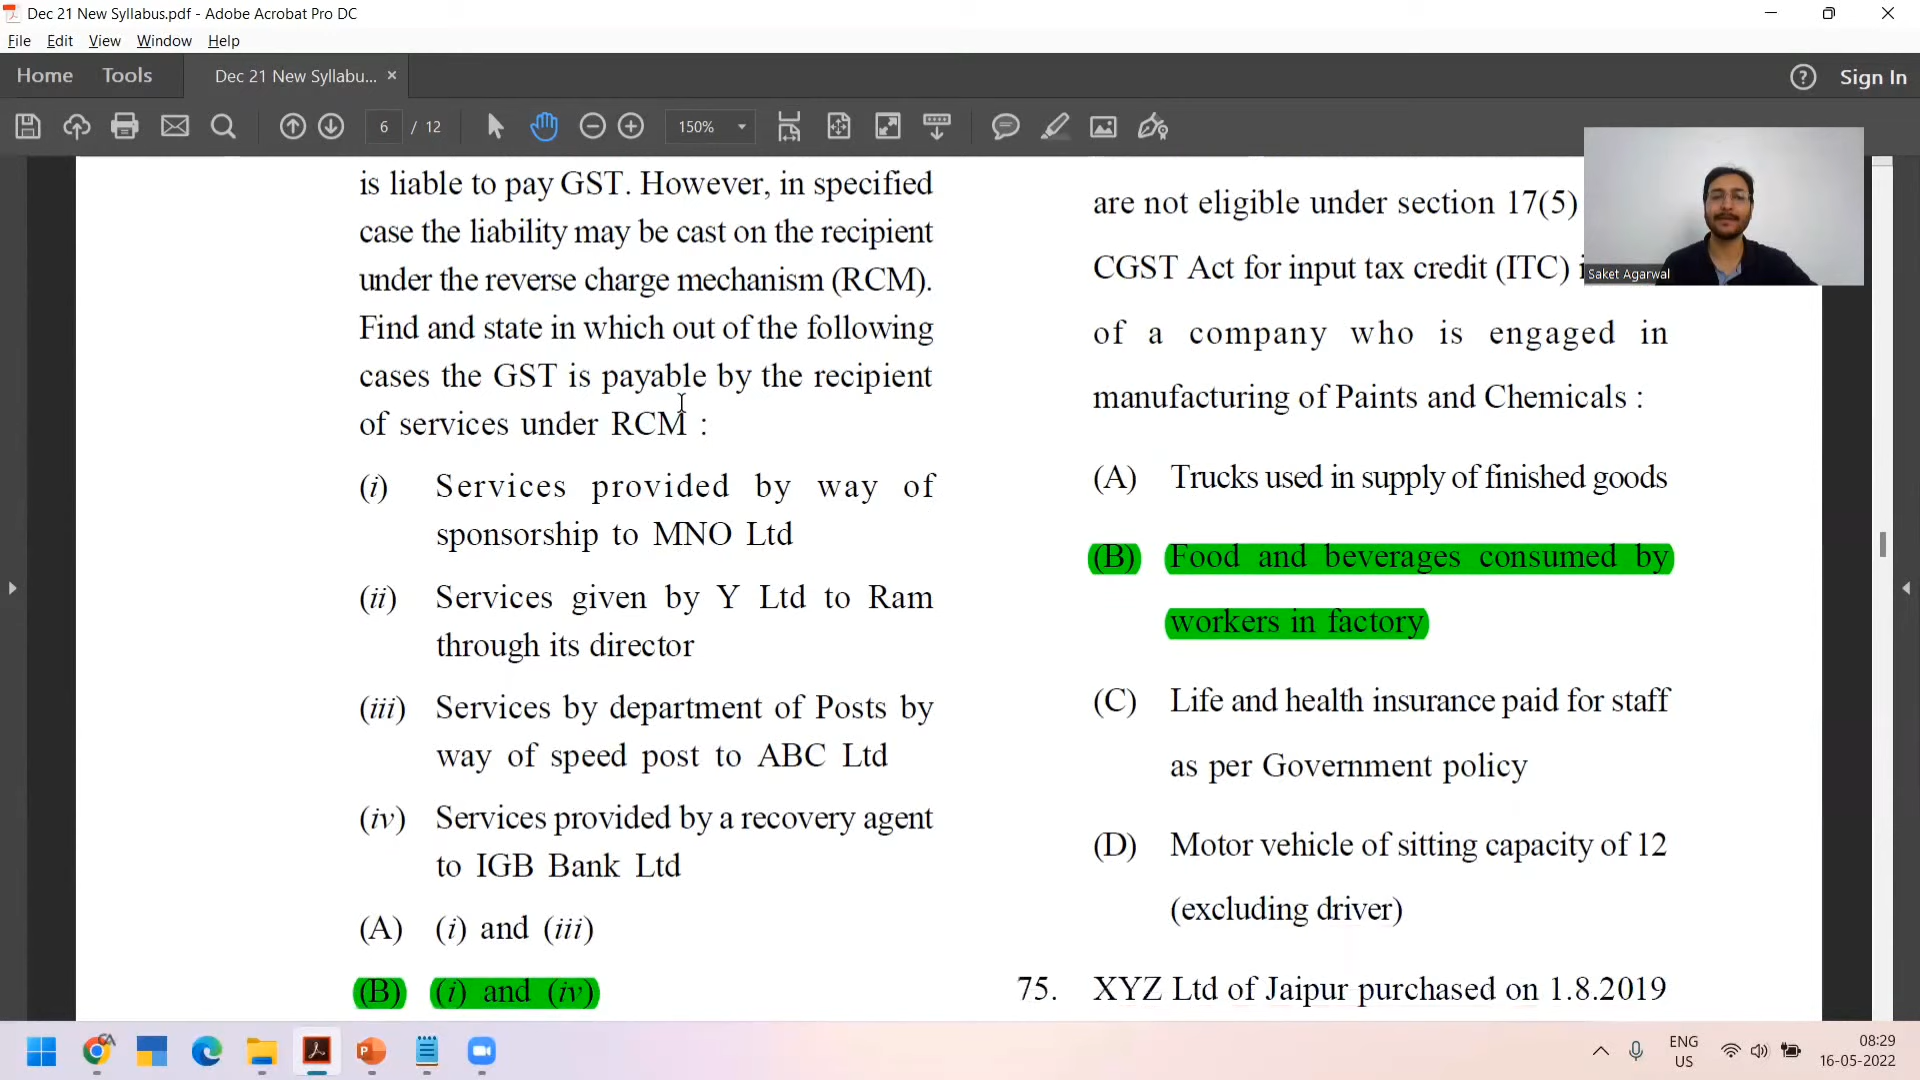 Dec 21 New Syllabus.pdf - Adobe Acrobat Pro DC
File Edit View Window Help
Home Tools Dec 21 New Syllabu... ×
? Sign In
6 / 12 150%
is liable to pay GST. However, in specified
case the liability may be cast on the recipient
under the reverse charge mechanism (RCM).
Find and state in which out of the following
cases the GST is payable by the recipient
of services under RCM :
(i) Services provided by way of
sponsorship to MNO Ltd
(ii) Services given by Y Ltd to Ram
through its director
(iii) Services by department of Posts by
way of speed post to ABC Ltd
(iv) Services provided by a recovery agent
to IGB Bank Ltd
(A) (i) and (iii)
(B) (i) and (iv)
are not eligible under section 17(5)
CGST Act for input tax credit (ITC)
of a company who is engaged in
manufacturing of Paints and Chemicals :
(A) Trucks used in supply of finished goods
(B) Food and beverages consumed by
workers in factory
(C) Life and health insurance paid for staff
as per Government policy
(D) Motor vehicle of sitting capacity of 12
(excluding driver)
75. XYZ Ltd of Jaipur purchased on 1.8.2019
Saket Agarwal
ENG
US
08:29
16-05-2022